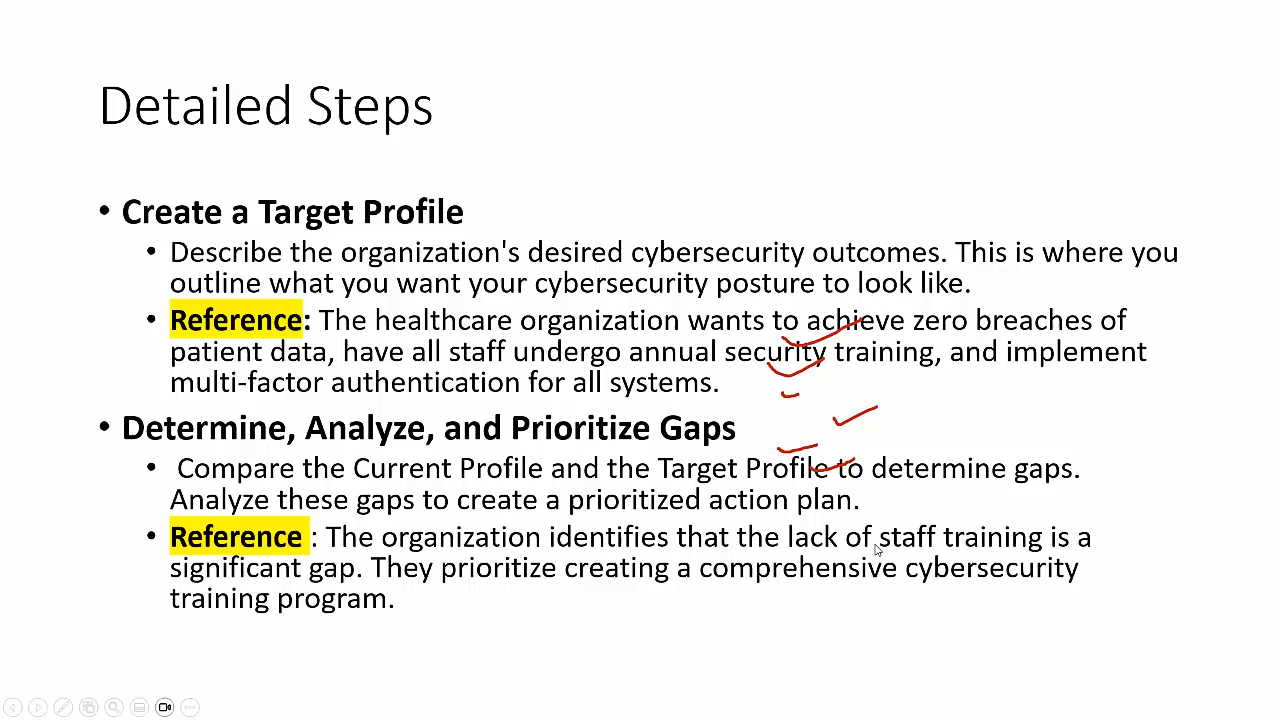 Detailed Steps
• Create a Target Profile
• Describe the organization's desired cybersecurity outcomes. This is where you
outline what you want your cybersecurity posture to look like.
• Reference: The healthcare organization wants to achieve zero breaches of
patient data, have all staff undergo annual security training, and implement
multi-factor authentication for all systems.
• Determine, Analyze, and Prioritize Gaps
• Compare the Current Profile and the Target Profile to determine gaps.
Analyze these gaps to create a prioritized action plan.
• Reference : The organization identifies that the lack of staff training is a
significant gap. They prioritize creating a comprehensive cybersecurity
training program.